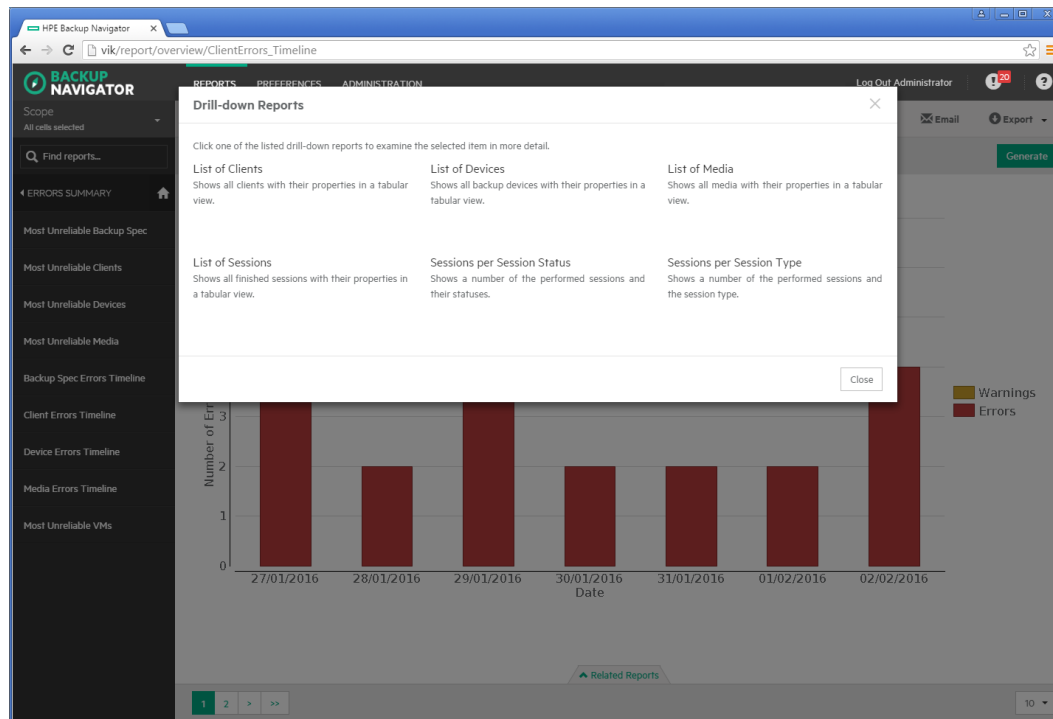 HPE Backup Navigator
vik/report/overview/ClientErrors_Timeline
BACKUP
NAVIGATOR
REPORTS PREFERENCES ADMINISTRATION
Log Out Administrator
20
Scope
All cells selected
Email
Export
Find reports...
Generate
ERRORS SUMMARY
Most Unreliable Backup Spec
Most Unreliable Clients
Most Unreliable Devices
Most Unreliable Media
Backup Spec Errors Timeline
Client Errors Timeline
Device Errors Timeline
Media Errors Timeline
Most Unreliable VMs
Drill-down Reports
Click one of the listed drill-down reports to examine the selected item in more detail.
List of Clients
Shows all clients with their properties in a tabular
view.
List of Devices
Shows all backup devices with their properties in a
tabular view.
List of Media
Shows all media with their properties in a tabular
view.
List of Sessions
Shows all finished sessions with their properties in
a tabular view.
Sessions per Session Status
Shows a number of the performed sessions and
their statuses.
Sessions per Session Type
Shows a number of the performed sessions and
the session type.
Close
Number of Er
3
2
1
0
27/01/2016 28/01/2016 29/01/2016 30/01/2016 31/01/2016 01/02/2016 02/02/2016
Date
Warnings
Errors
Related Reports
1 2 > >>
10